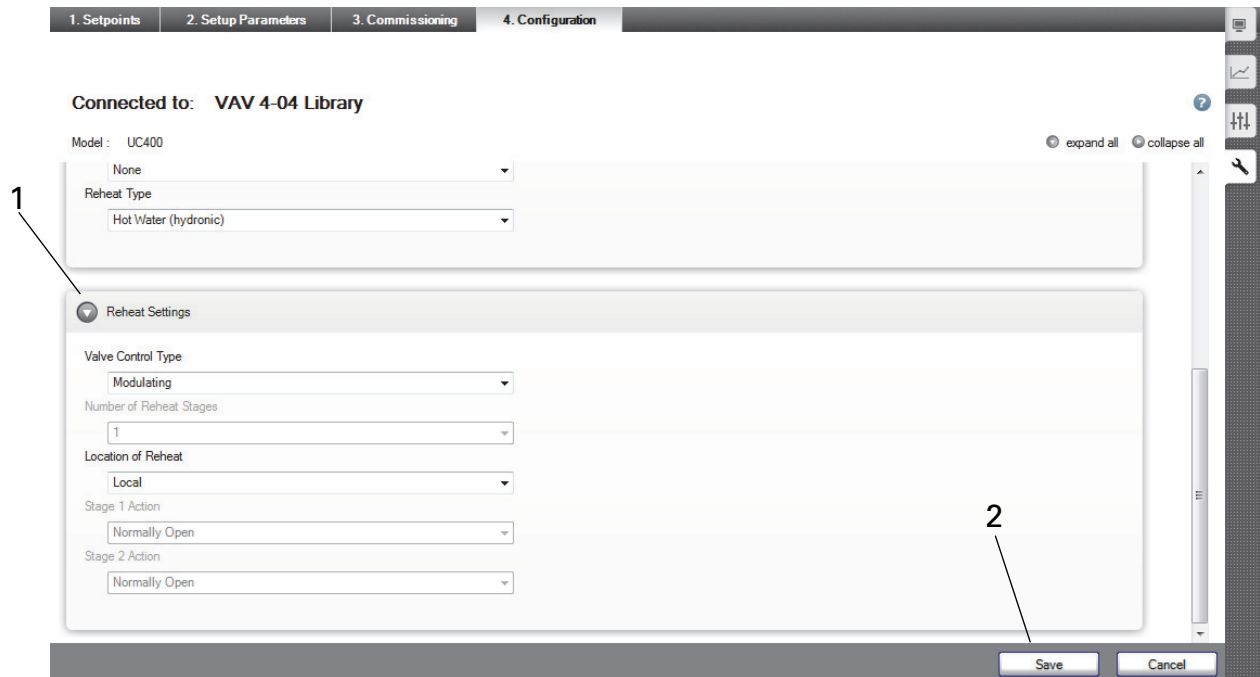 1. Setpoints 2. Setup Parameters 3. Commissioning 4. Configuration
Connected to: VAV 4-04 Library
?
Model : UC400
expand all collapse all
None
Reheat Type
Hot Water (hydronic)
1
Reheat Settings
Valve Control Type
Modulating
Number of Reheat Stages
1
Location of Reheat
Local
Stage 1 Action
Normally Open
Stage 2 Action
Normally Open
2
Save Cancel